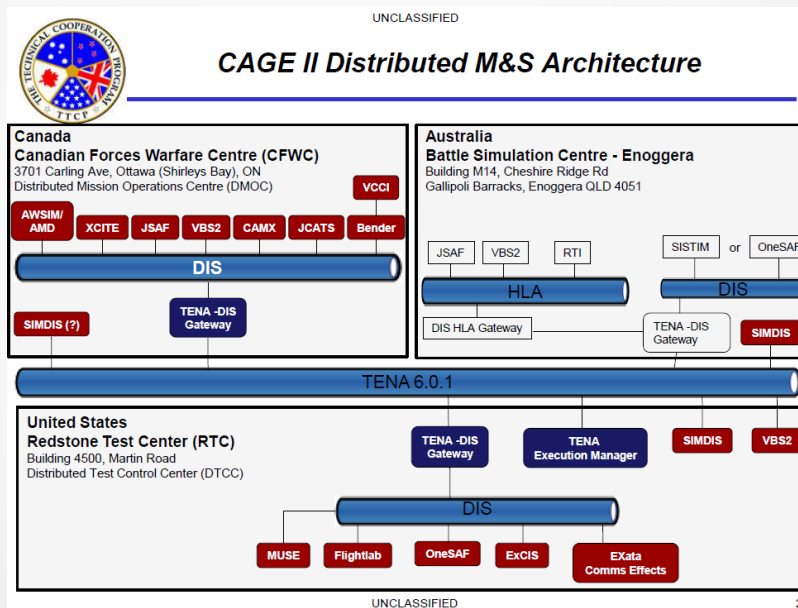 UNCLASSIFIED
THE TECHNICAL COOPERATION PROGRAM
TTCP
CAGE II Distributed M&S Architecture
Canada
Canadian Forces Warfare Centre (CFWC)
3701 Carling Ave, Ottawa (Shirleys Bay), ON
Distributed Mission Operations Centre (DMOC)
VCCI
AWSIM/
AMD
XCITE
JSAF
VBS2
CAMX
JCATS
Bender
DIS
TENA -DIS
Gateway
SIMDIS (?)
Australia
Battle Simulation Centre - Enoggera
Building M14, Cheshire Ridge Rd
Gallipoli Barracks, Enoggera QLD 4051
JSAF
VBS2
RTI
SISTIM
or
OneSAF
HLA
DIS
DIS HLA Gateway
TENA -DIS
Gateway
SIMDIS
TENA 6.0.1
United States
Redstone Test Center (RTC)
Building 4500, Martin Road
Distributed Test Control Center (DTCC)
TENA -DIS
Gateway
TENA
Execution Manager
SIMDIS
VBS2
DIS
MUSE
Flightlab
OneSAF
ExCIS
EXata
Comms Effects
UNCLASSIFIED